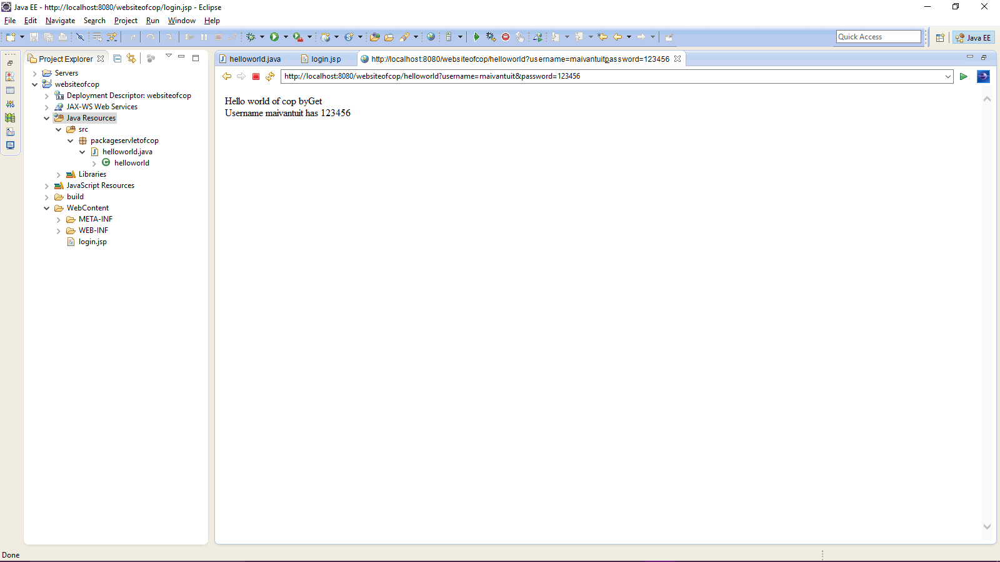 Java EE - http://localhost:8080/websiteofcop/login.jsp - Eclipse
File Edit Navigate Search Project Run Window Help
Quick Access
Java EE
Project Explorer
Servers
websiteofcop
Deployment Descriptor: websiteofcop
JAX-WS Web Services
Java Resources
src
packageservletofcop
helloworld.java
helloworld
Libraries
JavaScript Resources
build
WebContent
META-INF
WEB-INF
login.jsp
helloworld.java login.jsp http://localhost:8080/websiteofcop/helloworld?username=maivantuitpassword=123456
http://localhost:8080/websiteofcop/helloworld?username=maivantuit&password=123456
Hello world of cop byGet
Username maivantuit has 123456
Done